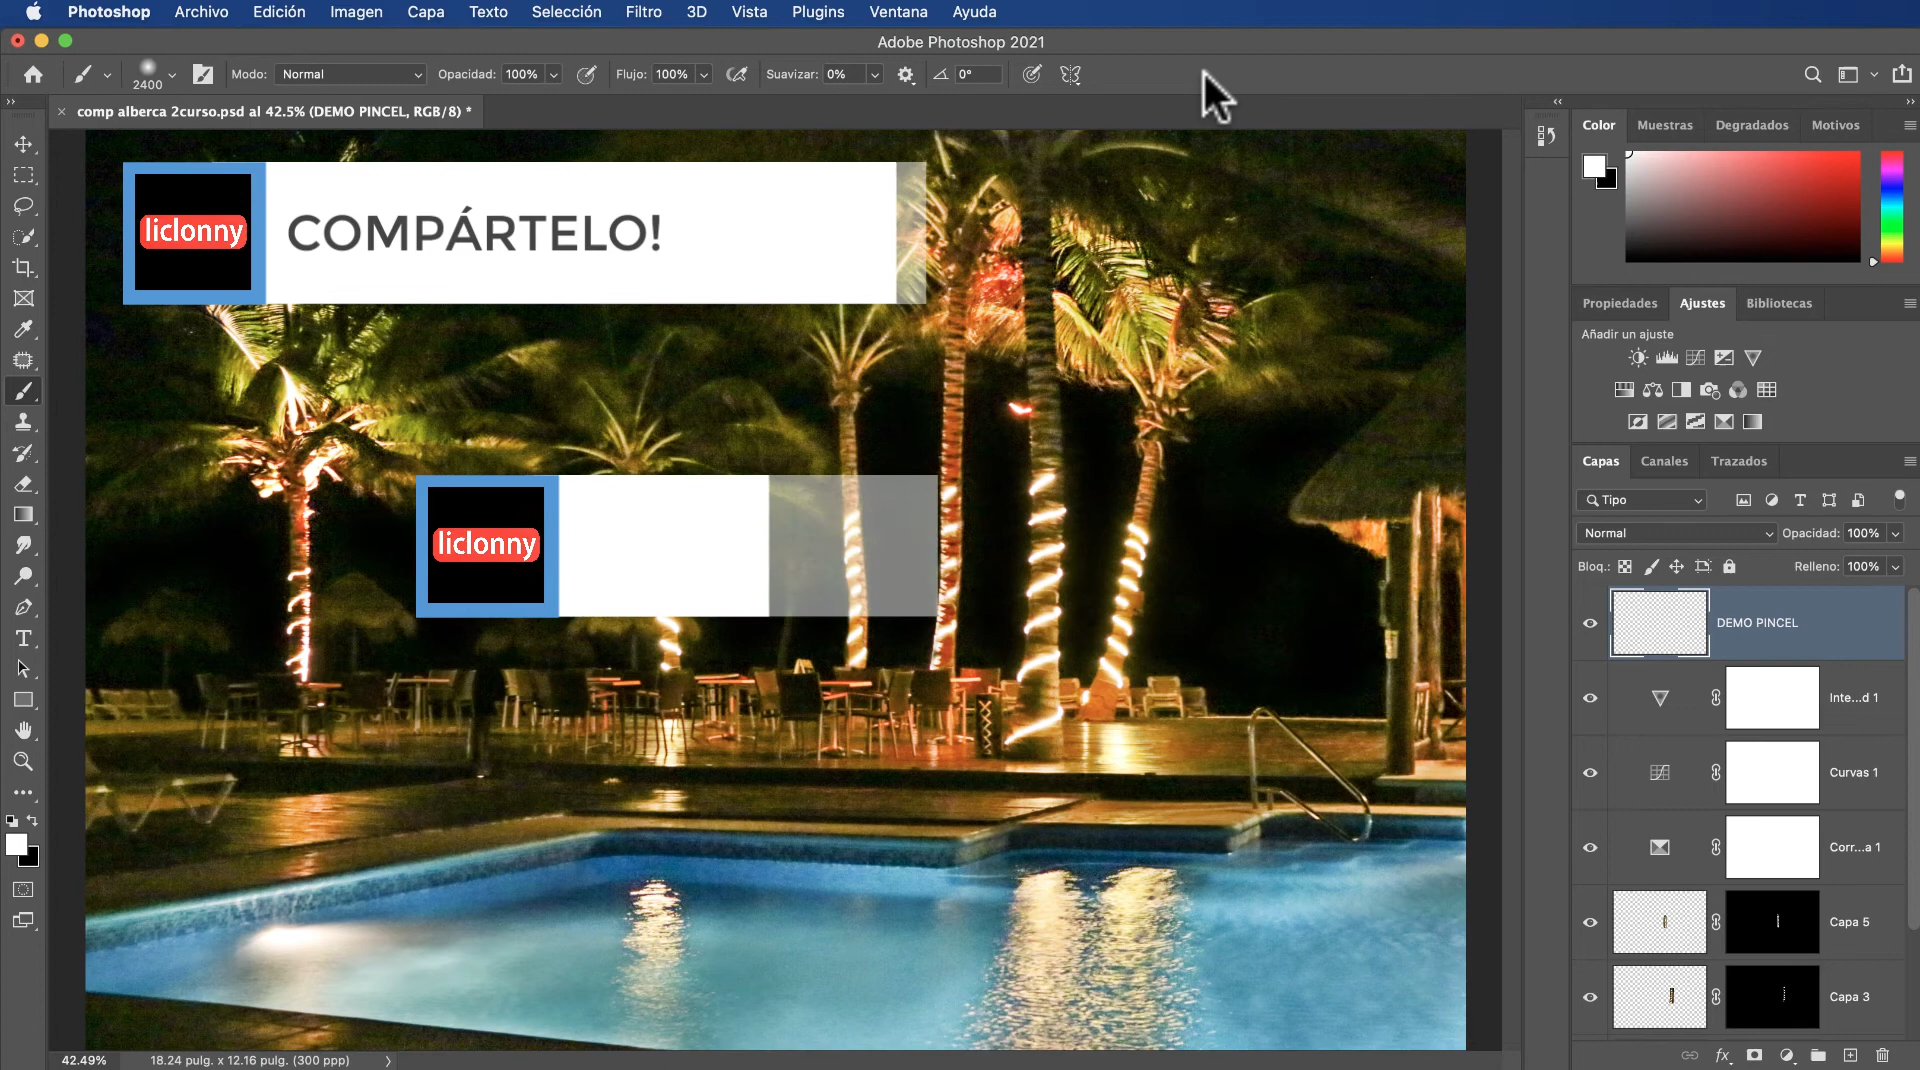 Photoshop Archivo Edición Imagen Capa Texto Selección Filtro 3D Vista Plugins Ventana Ayuda
Adobe Photoshop 2021
2400 Modo: Normal Opacidad: 100% Flujo: 100% Suavizar: 0% 0°
comp alberca 2curso.psd al 42.5% (DEMO PINCEL, RGB/8) *
liclonny COMPÁRTELO!
liclonny
42.49% 18.24 pulg. x 12.16 pulg. (300 ppp)
Color Muestras Degradados Motivos
Propiedades Ajustes Bibliotecas
Añadir un ajuste
Capas Canales Trazados
Tipo
Normal Opacidad: 100%
Bloq.: Relleno: 100%
DEMO PINCEL
Inte...d 1
Curvas 1
Corr...a 1
Capa 5
Capa 3
fx